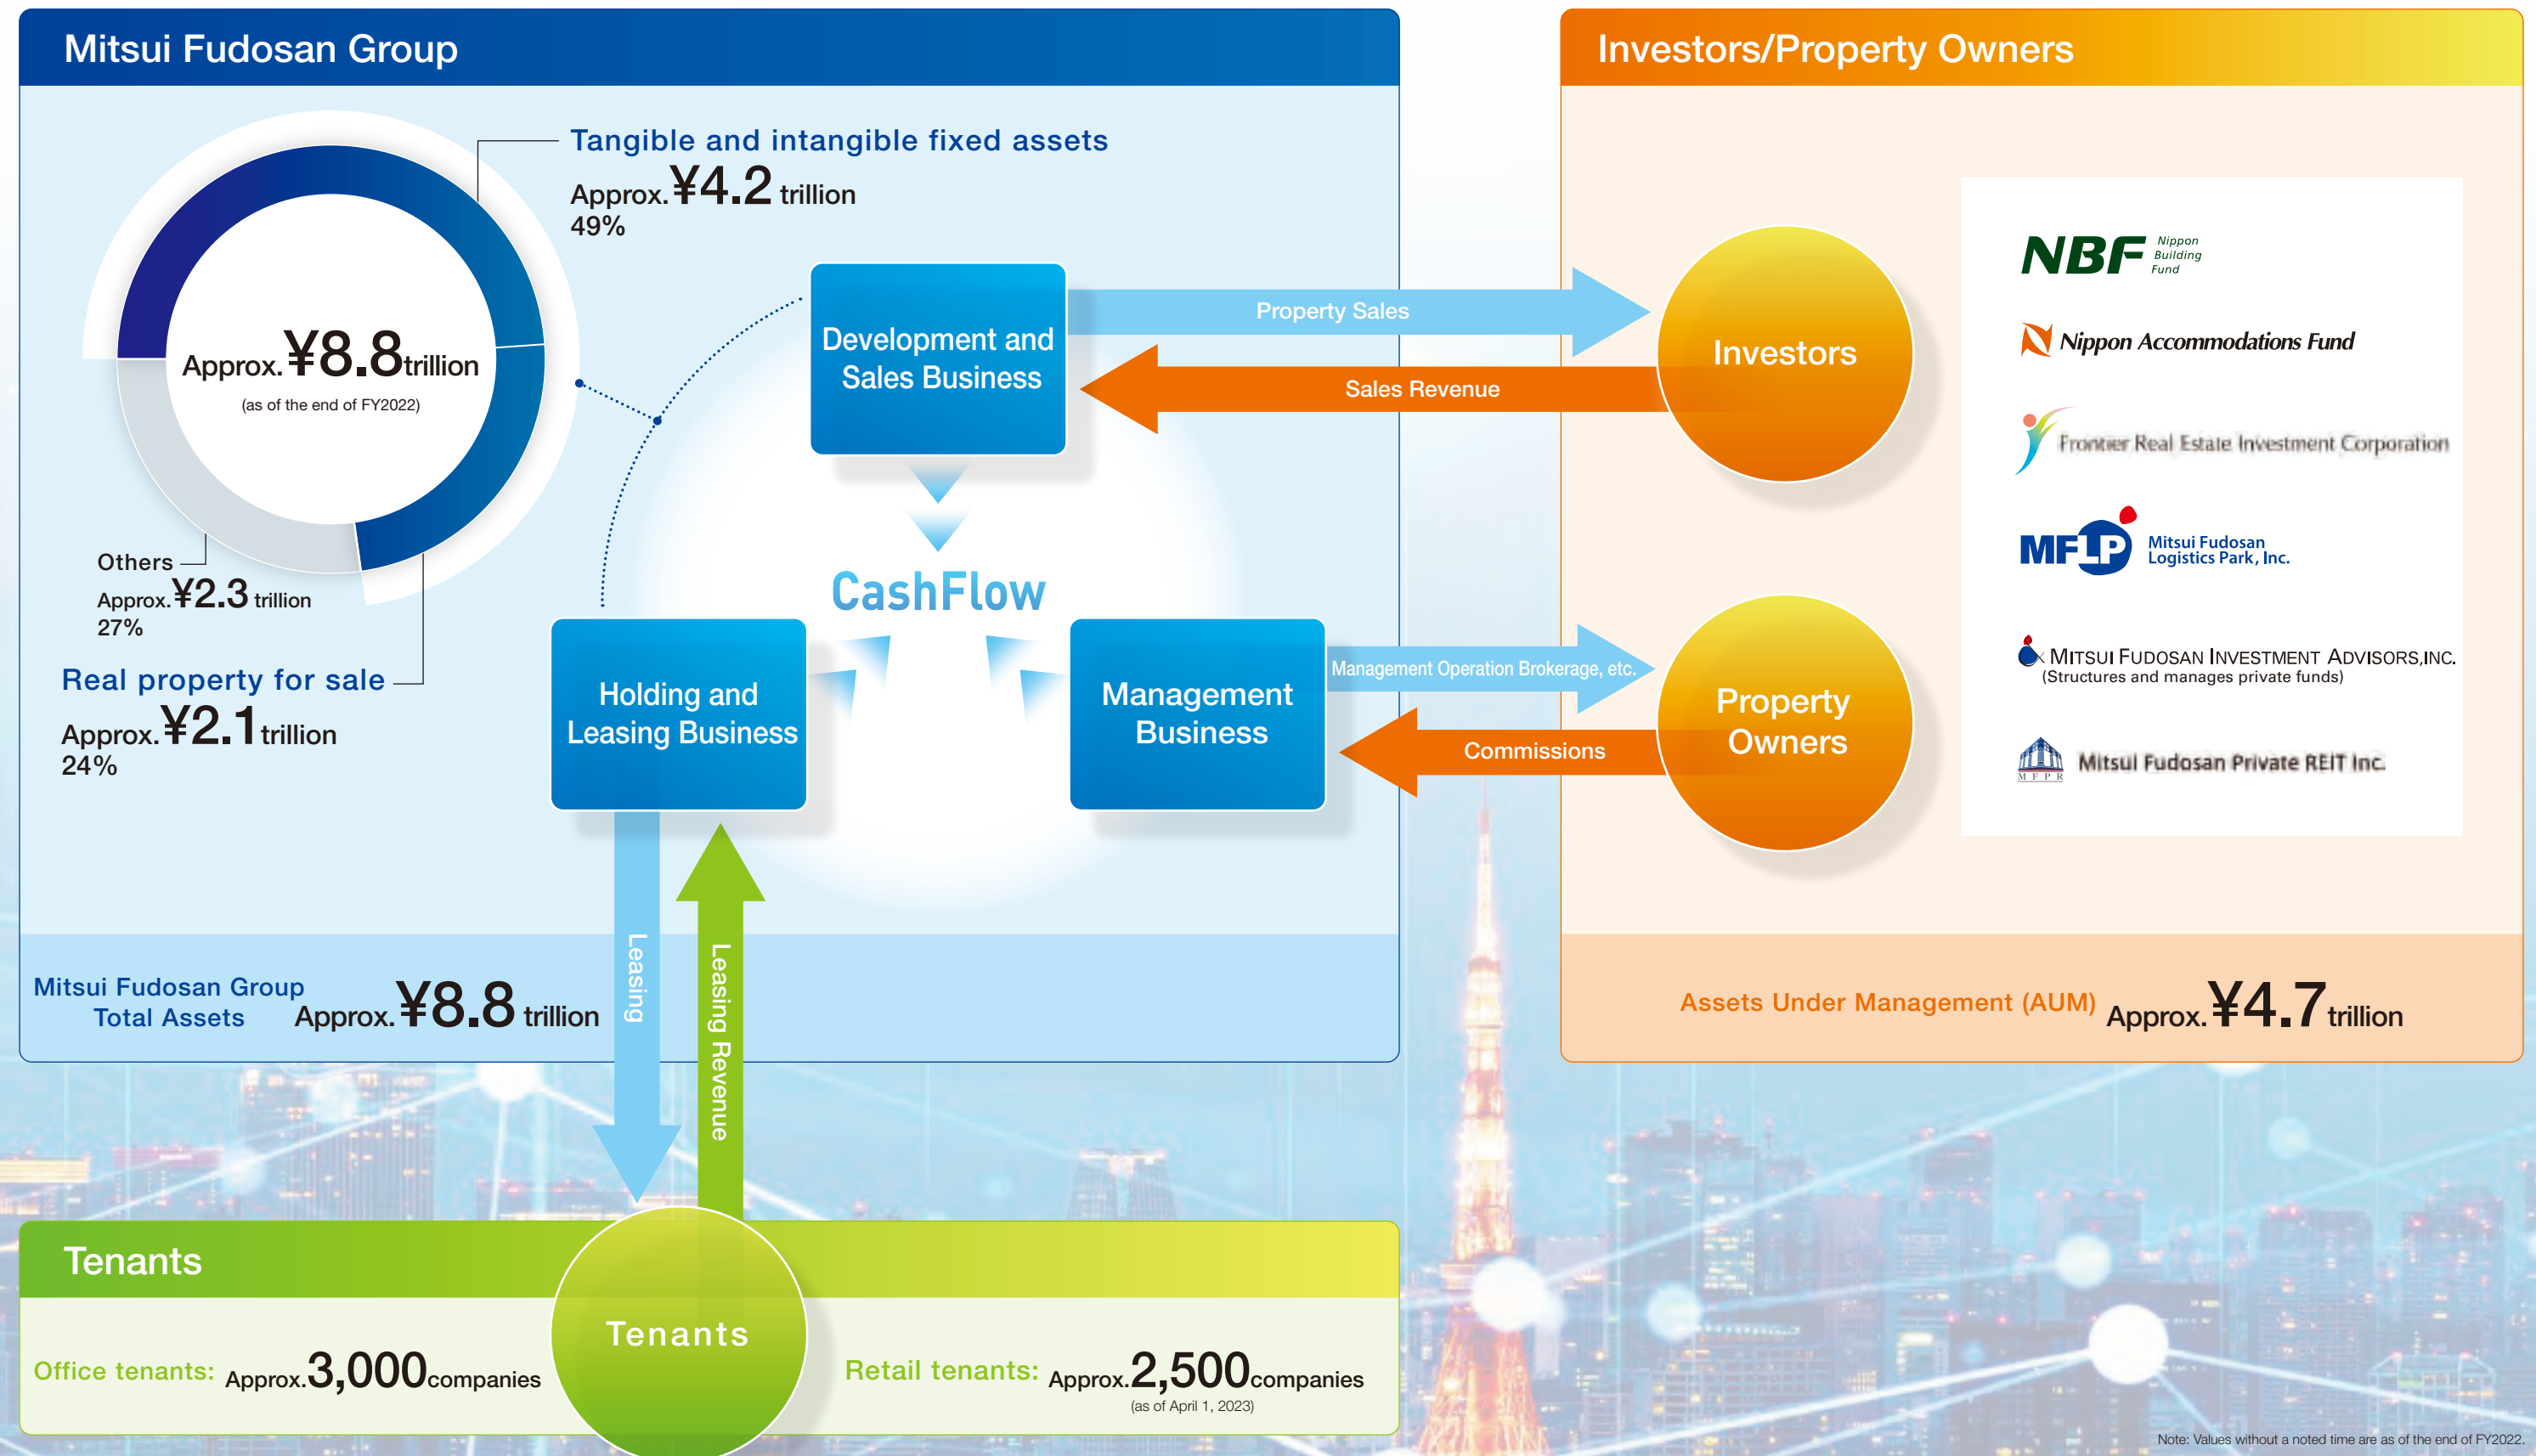 Mitsui Fudosan Group
Tangible and intangible fixed assets
Approx. ¥4.2 trillion
49%
Approx. ¥8.8 trillion
(as of the end of FY2022)
Others
Approx. ¥2.3 trillion
27%
Real property for sale
Approx. ¥2.1 trillion
24%
Development and
Sales Business
CashFlow
Holding and
Leasing Business
Management
Business
Property Sales
Sales Revenue
Management Operation Brokerage, etc.
Commissions
Leasing
Leasing Revenue
Mitsui Fudosan Group
Total Assets
Approx. ¥8.8 trillion
Investors/Property Owners
Investors
Property
Owners
NBF
Nippon
Building
Fund
Nippon Accommodations Fund
Frontier Real Estate Investment Corporation
MFLP
Mitsui Fudosan
Logistics Park, Inc.
MITSUI FUDOSAN INVESTMENT ADVISORS,INC.
(Structures and manages private funds)
MFPR
Mitsui Fudosan Private REIT Inc.
Assets Under Management (AUM) Approx. ¥4.7 trillion
Tenants
Tenants
Office tenants: Approx. 3,000 companies
Retail tenants: Approx. 2,500 companies
(as of April 1, 2023)
Note: Values without a noted time are as of the end of FY2022.